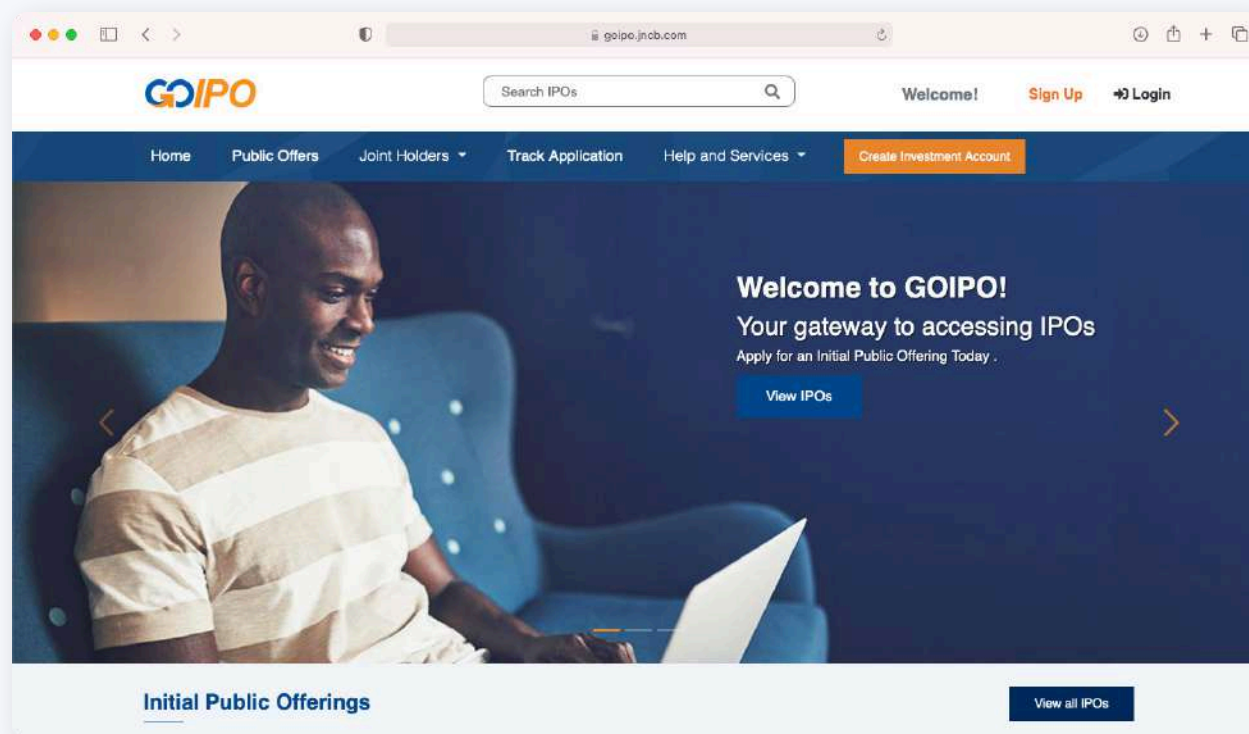 goipo.jncb.com
GOIPO
Search IPOs
Welcome!
Sign Up
Login
Home
Public Offers
Joint Holders
Track Application
Help and Services
Create Investment Account
Welcome to GOIPO!
Your gateway to accessing IPOs
Apply for an Initial Public Offering Today .
View IPOs
Initial Public Offerings
View all IPOs